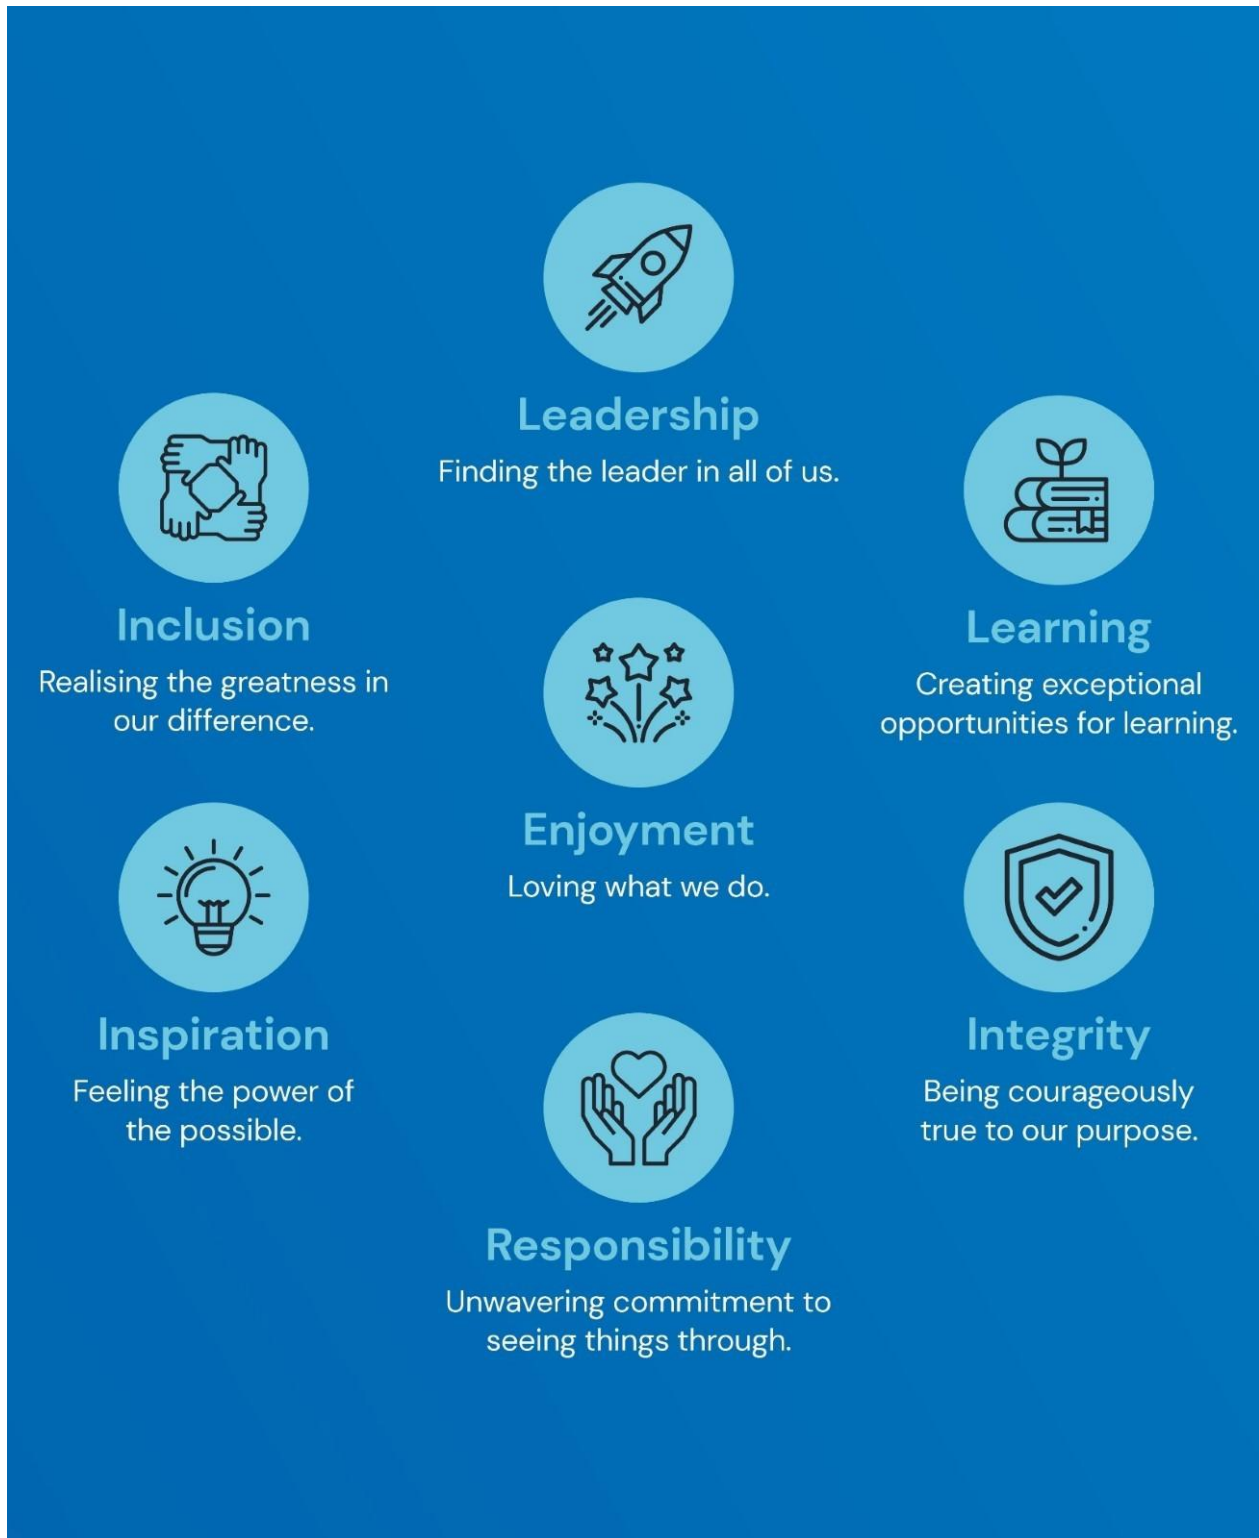 Leadership
Finding the leader in all of us.
Inclusion
Realising the greatness in
our difference.
Learning
Creating exceptional
opportunities for learning.
Enjoyment
Loving what we do.
Inspiration
Feeling the power of
the possible.
Integrity
Being courageously
true to our purpose.
Responsibility
Unwavering commitment to
seeing things through.